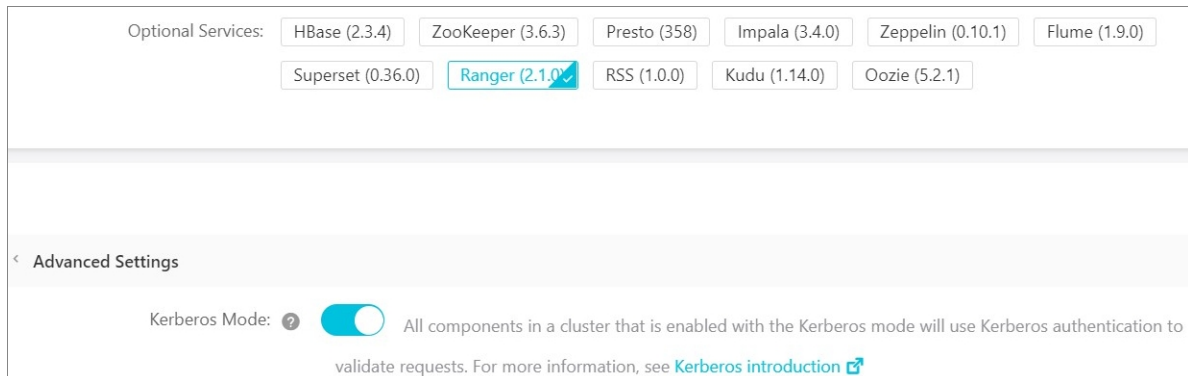 Optional Services: HBase (2.3.4) ZooKeeper (3.6.3) Presto (358) Impala (3.4.0) Zeppelin (0.10.1) Flume (1.9.0)
Superset (0.36.0) Ranger (2.1.0) RSS (1.0.0) Kudu (1.14.0) Oozie (5.2.1)
Advanced Settings
Kerberos Mode: ? All components in a cluster that is enabled with the Kerberos mode will use Kerberos authentication to
validate requests. For more information, see Kerberos introduction